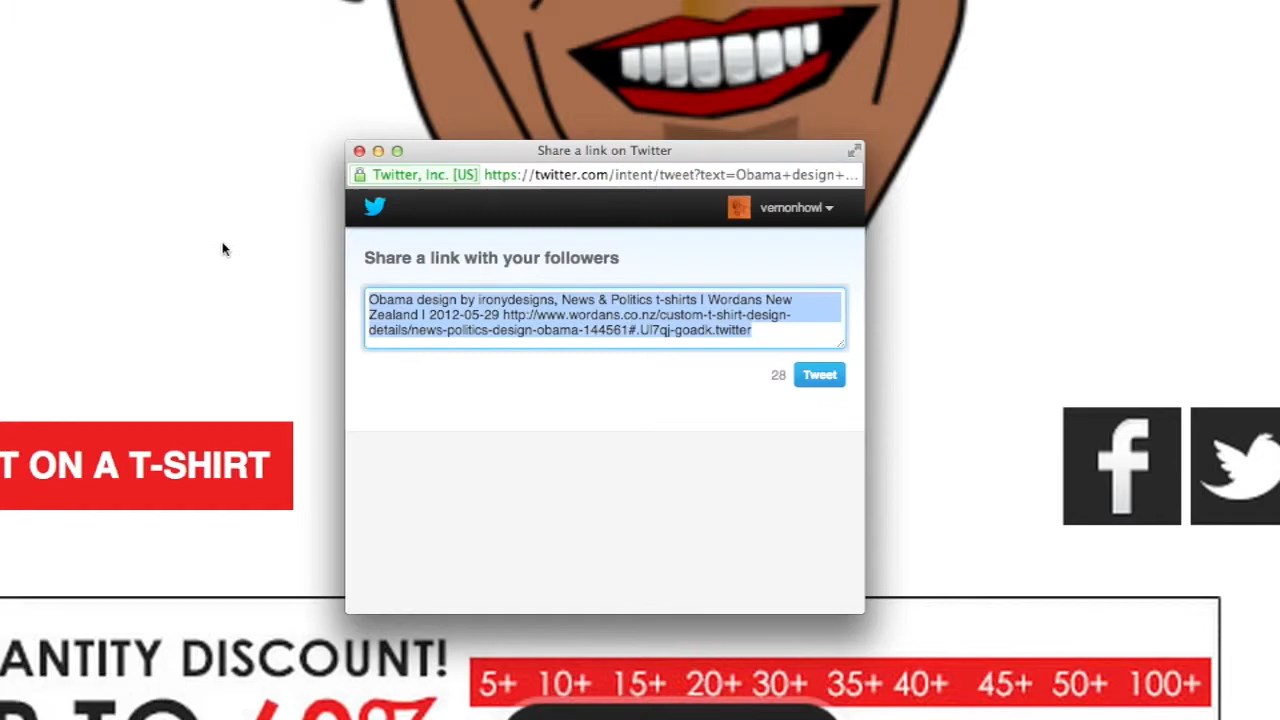 Share a link on Twitter
Twitter, Inc. [US] https://twitter.com/intent/tweet?text=Obama+design+...
vernonhowl
Share a link with your followers
Obama design by ironydesigns, News & Politics t-shirts | Wordans New
Zealand | 2012-05-29 http://www.wordans.co.nz/custom-t-shirt-design-
details/news-politics-design-obama-144561#.Ul7qj-goadk.twitter
28 Tweet
T ON A T-SHIRT
ANTITY DISCOUNT!
5+ 10+ 15+ 20+ 30+ 35+ 40+ 45+ 50+ 100+
P TO 60%